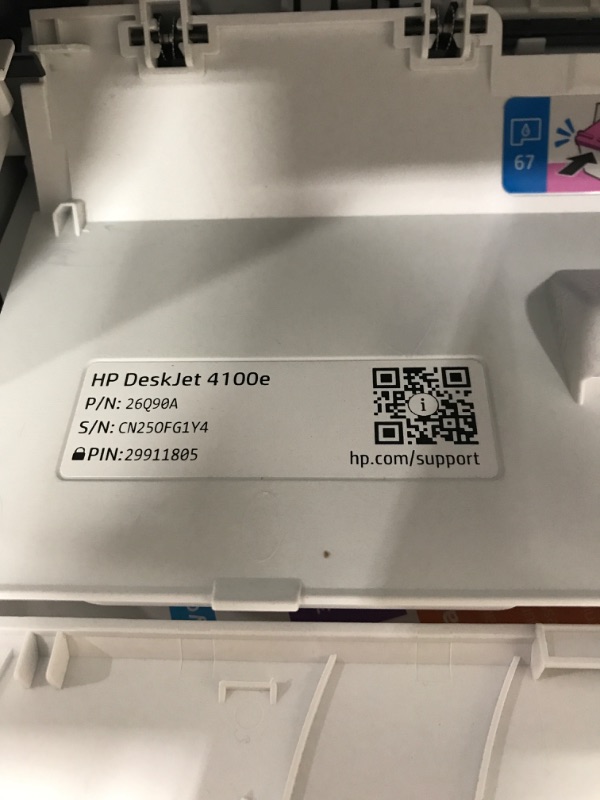 67
HP DeskJet 4100e
P/N: 26Q90A
S/N: CN250FG1Y4
PIN:29911805
i
hp.com/support